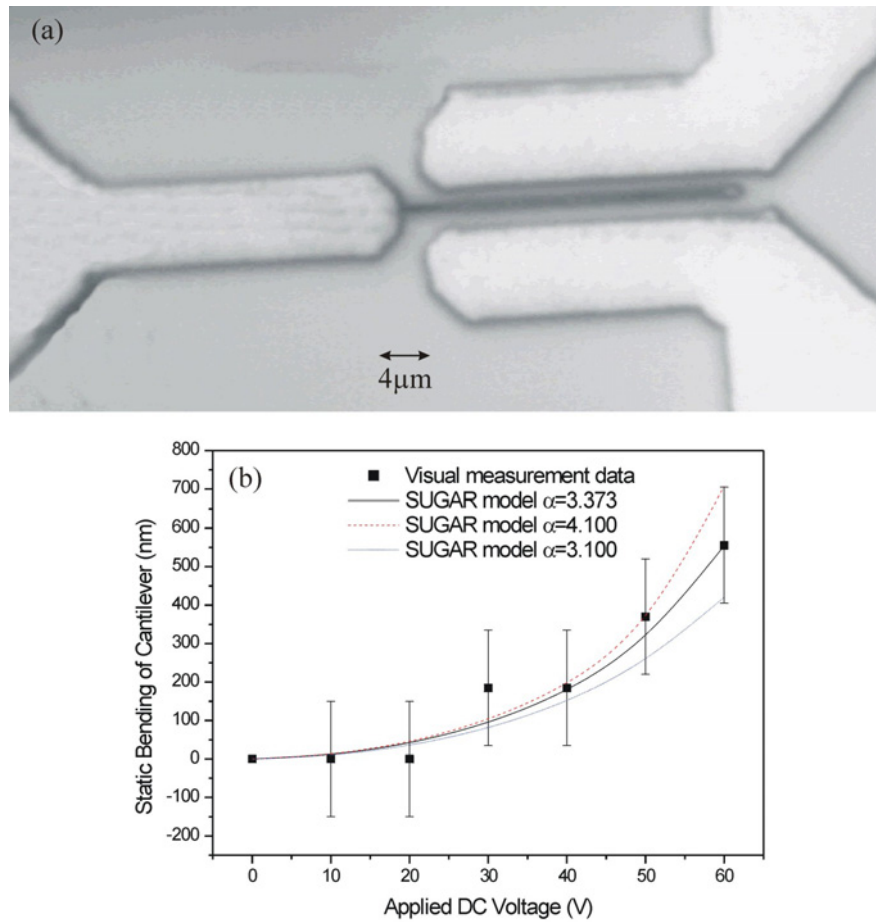 (a)
4μm
(b)
Visual measurement data
SUGAR model α=3.373
SUGAR model α=4.100
SUGAR model α=3.100
Static Bending of Cantilever (nm)
800
700
600
500
400
300
200
100
0
-100
-200
0 10 20 30 40 50 60
Applied DC Voltage (V)